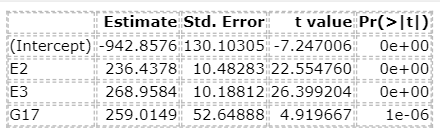 Estimate Std. Error t value Pr(>|t|)
(Intercept) -942.8576 130.10305 -7.247006 0e+00
E2 236.4378 10.48283 22.554760 0e+00
E3 268.9584 10.18812 26.399204 0e+00
G17 259.0149 52.64888 4.919667 1e-06